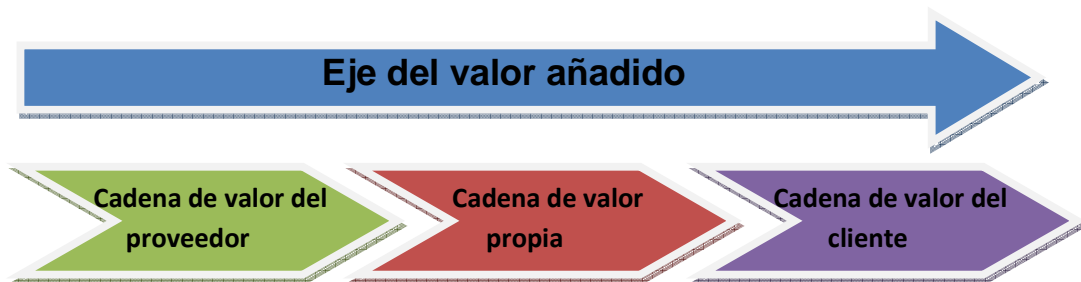 Eje del valor añadido
Cadena de valor del
proveedor
Cadena de valor
propia
Cadena de valor del
cliente